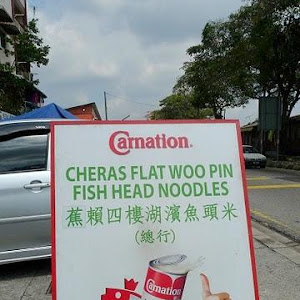 Carnation®
CHERAS FLAT WOO PIN
FISH HEAD NOODLES
蕉賴四樓湖濱魚頭米
(總行)
Carnation